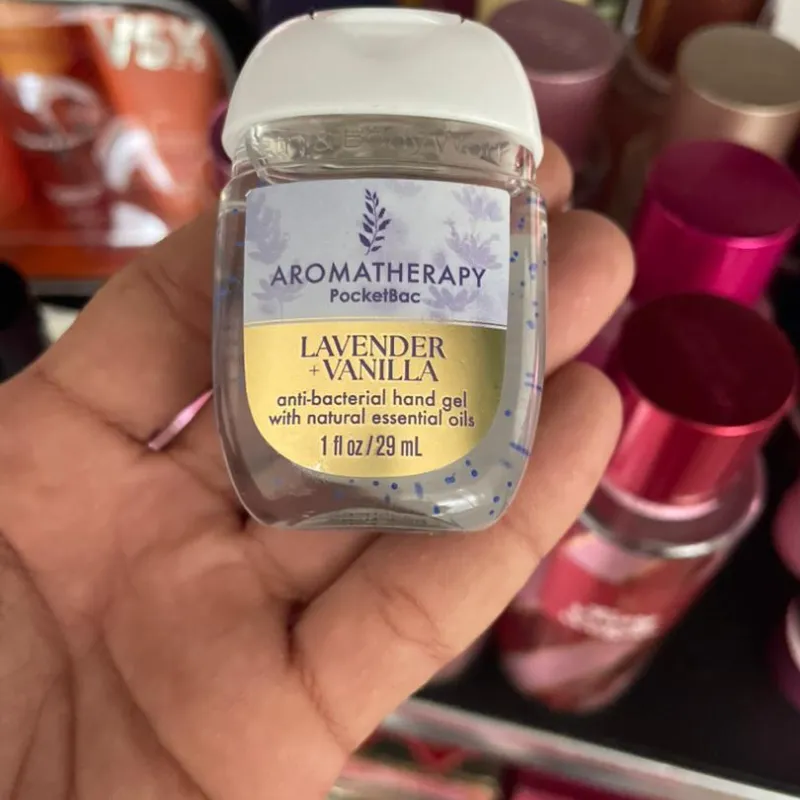 AROMATHERAPY
PocketBac
LAVENDER
+ VANILLA
anti-bacterial hand gel
with natural essential oils
1 fl oz / 29 mL